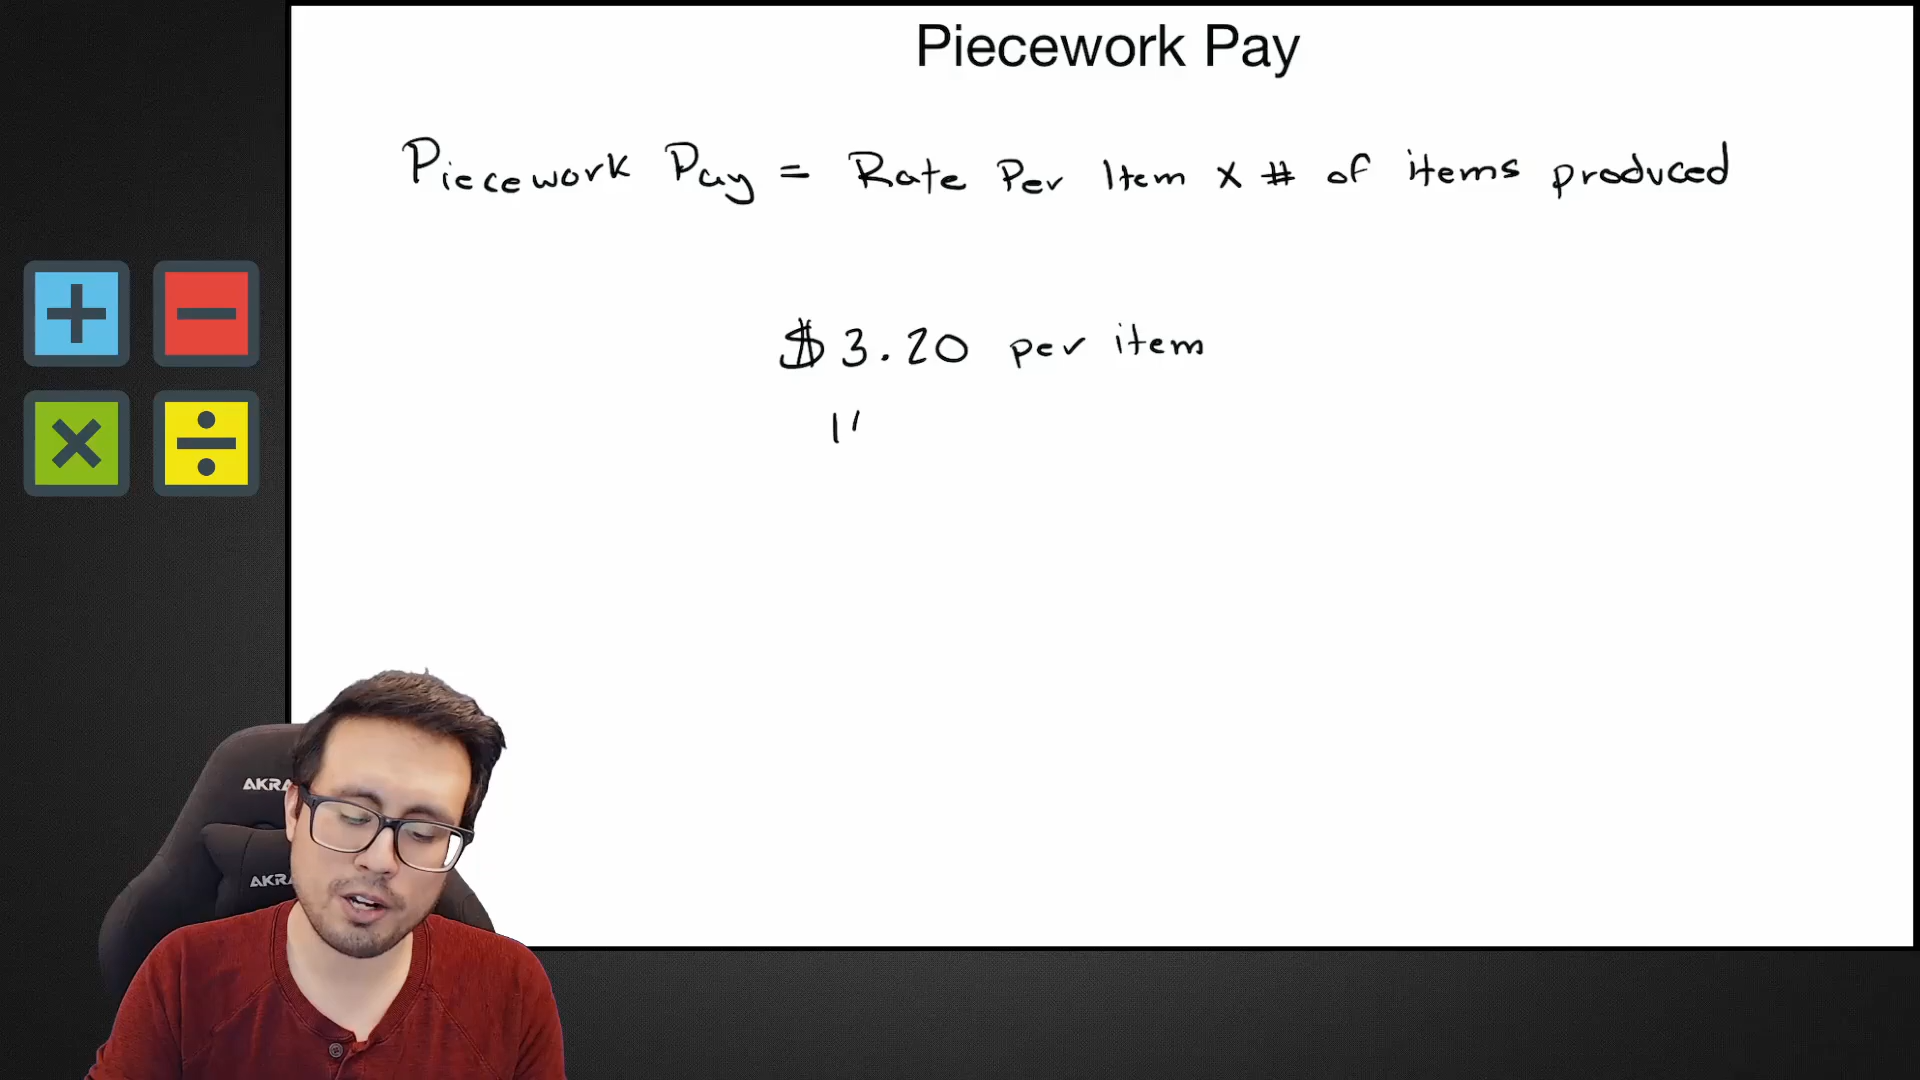 Piecework Pay
Piecework Pay = Rate Per Item x # of items produced
$3.20 per item
AKRA
AKRA